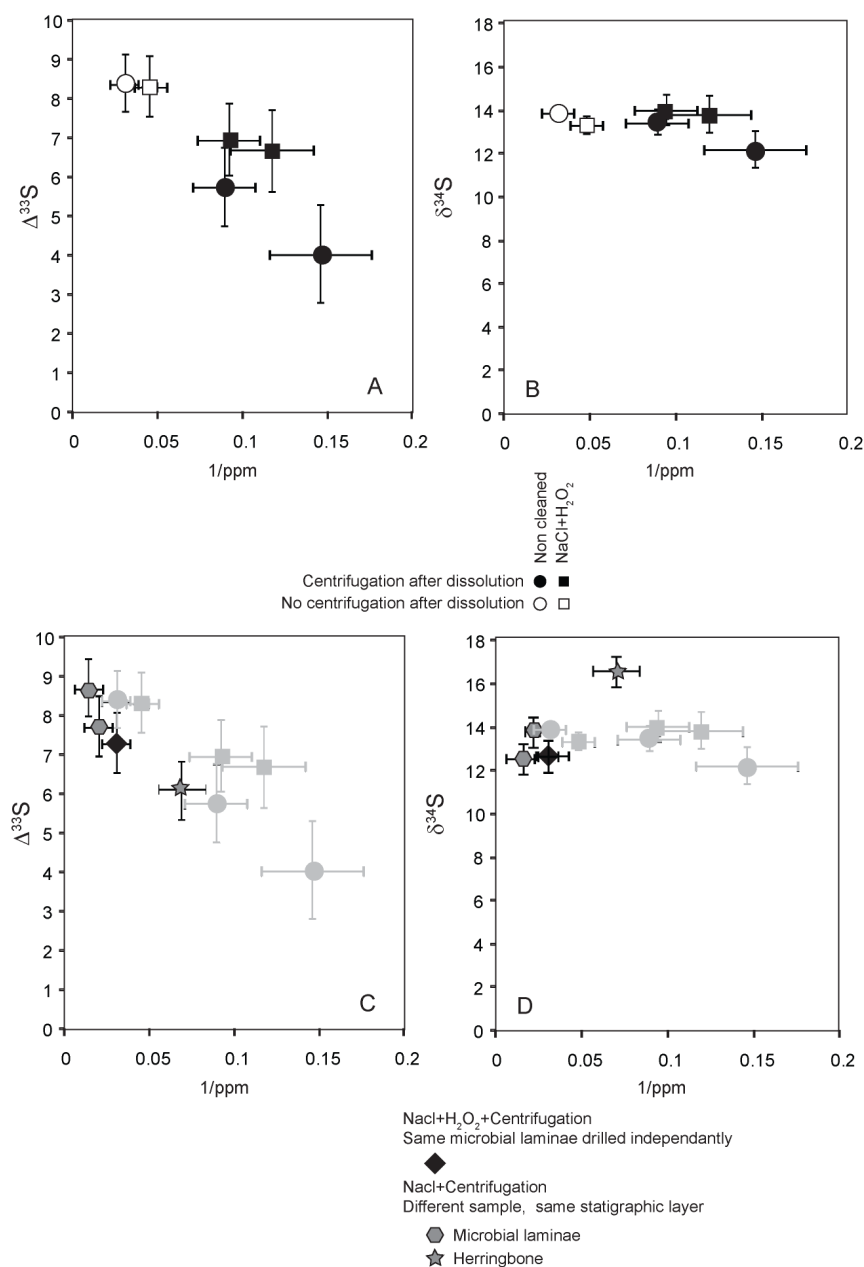 10
9
8
7
6
5
4
3
2
1
0
Δ³³S
A
0 0.05 0.1 0.15 0.2
1/ppm
18
16
14
12
10
8
6
4
2
0
δ³⁴S
B
0 0.05 0.1 0.15 0.2
1/ppm
Non cleaned
NaCl+H₂O₂
Centrifugation after dissolution
No centrifugation after dissolution
10
9
8
7
6
5
4
3
2
1
0
Δ³³S
C
0 0.05 0.1 0.15 0.2
1/ppm
18
16
14
12
10
8
6
4
2
0
δ³⁴S
D
0 0.05 0.1 0.15 0.2
1/ppm
Nacl+H₂O₂+Centrifugation
Same microbial laminae drilled independantly
Nacl+Centrifugation
Different sample, same statigraphic layer
Microbial laminae
Herringbone